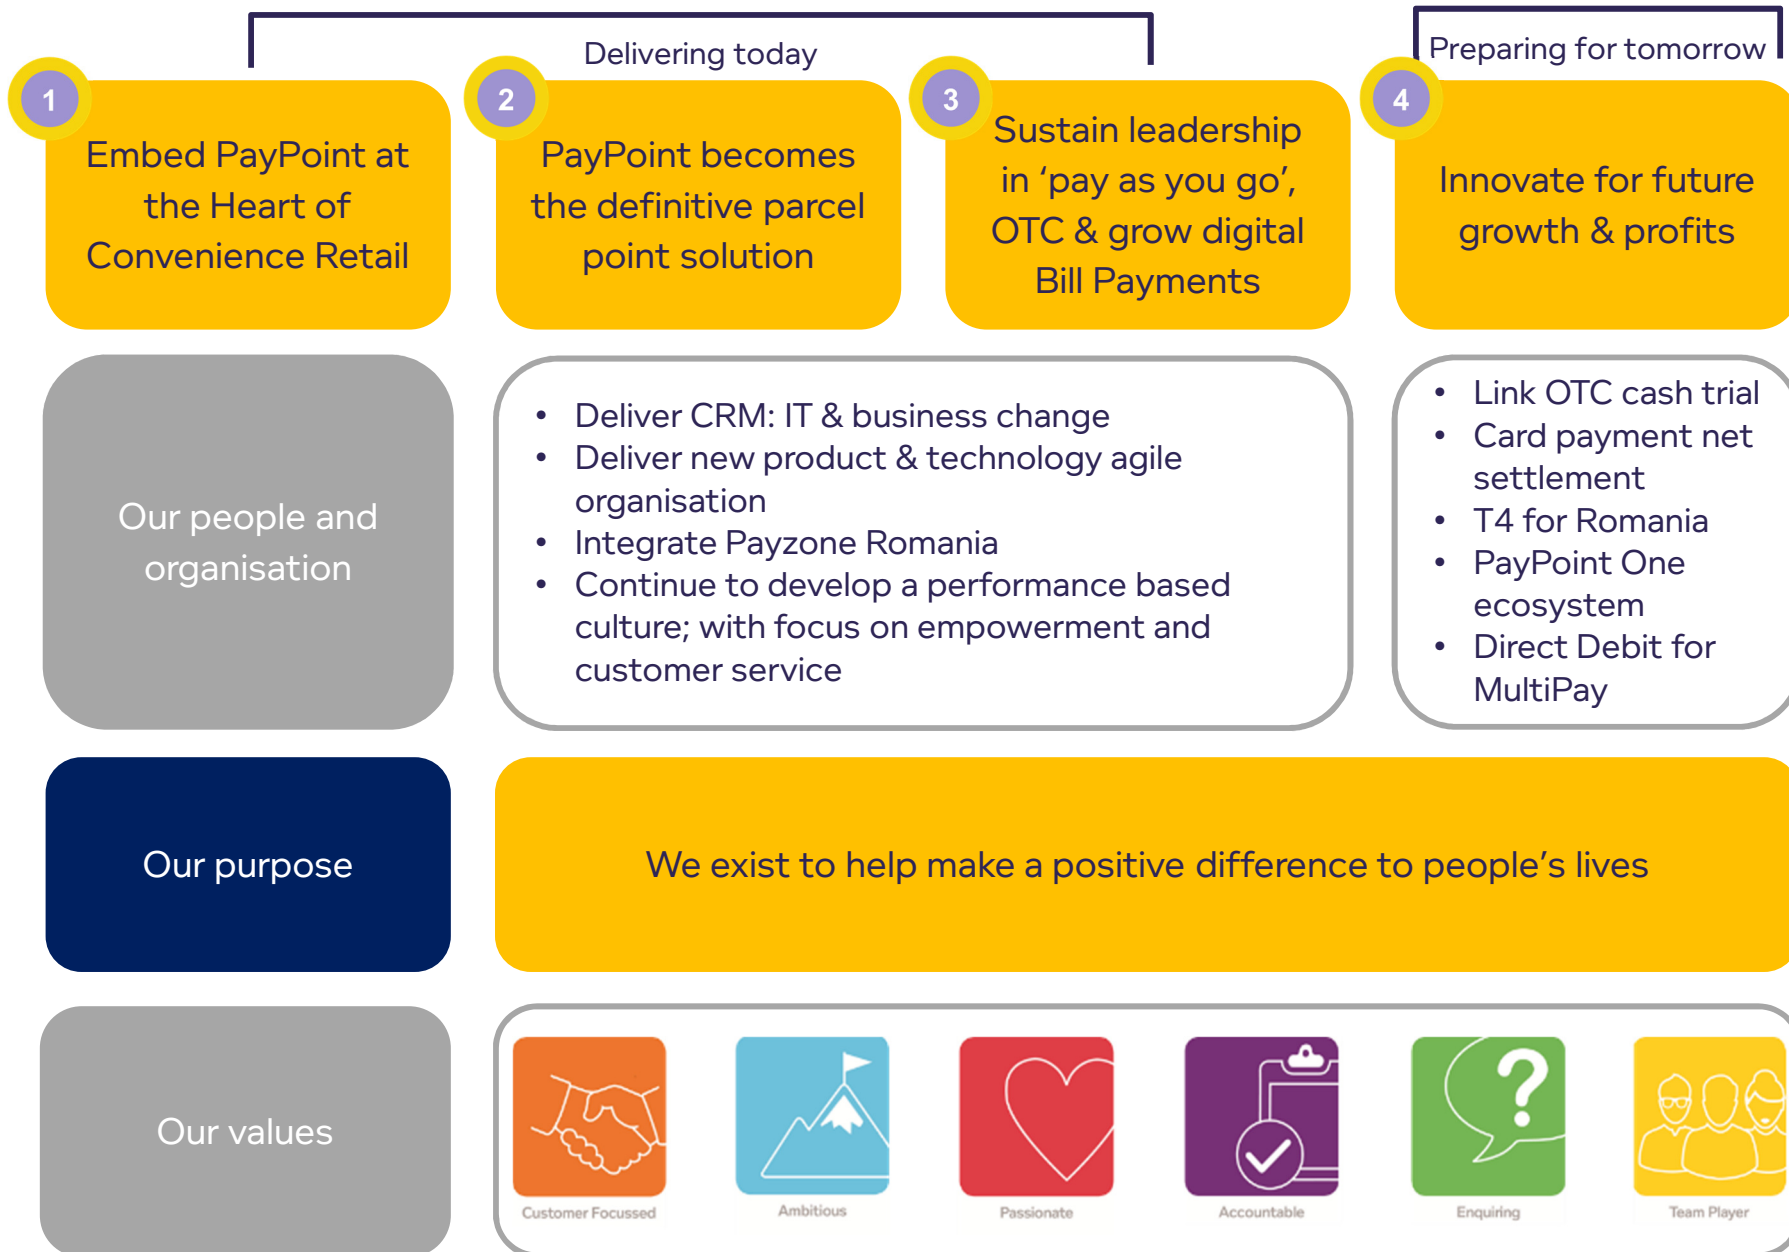 Delivering today
Preparing for tomorrow
1
Embed PayPoint at
the Heart of
Convenience Retail
2
PayPoint becomes
the definitive parcel
point solution
3
Sustain leadership
in ‘pay as you go’,
OTC & grow digital
Bill Payments
4
Innovate for future
growth & profits
Our people and
organisation
• Deliver CRM: IT & business change
• Deliver new product & technology agile
organisation
• Integrate Payzone Romania
• Continue to develop a performance based
culture; with focus on empowerment and
customer service
• Link OTC cash trial
• Card payment net
settlement
• T4 for Romania
• PayPoint One
ecosystem
• Direct Debit for
MultiPay
Our purpose
We exist to help make a positive difference to people’s lives
Our values
?
Customer Focussed
Ambitious
Passionate
Accountable
Enquiring
Team Player